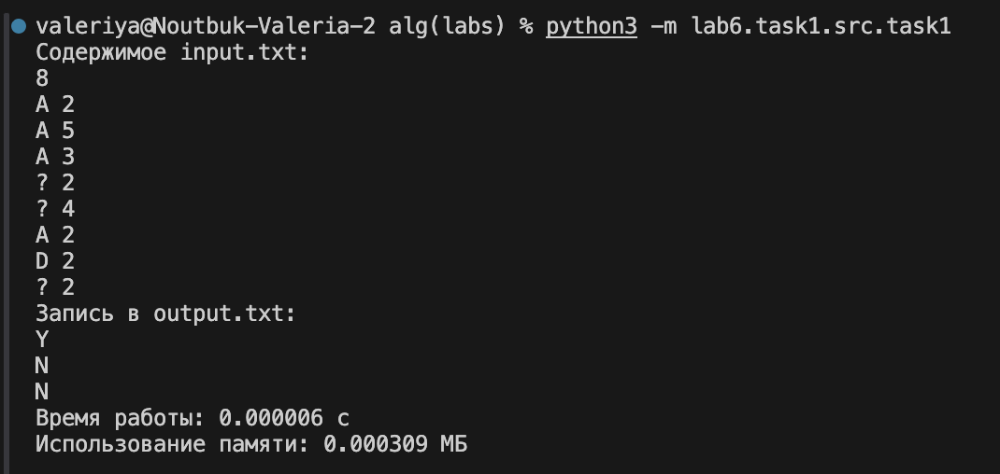 valeriya@Noutbuk-Valeria-2 alg(labs) % python3 -m lab6.task1.src.task1
Содержимое input.txt:
8
A 2
A 5
A 3
? 2
? 4
A 2
D 2
? 2
Запись в output.txt:
Y
N
N
Время работы: 0.000006 с
Использование памяти: 0.000309 МБ